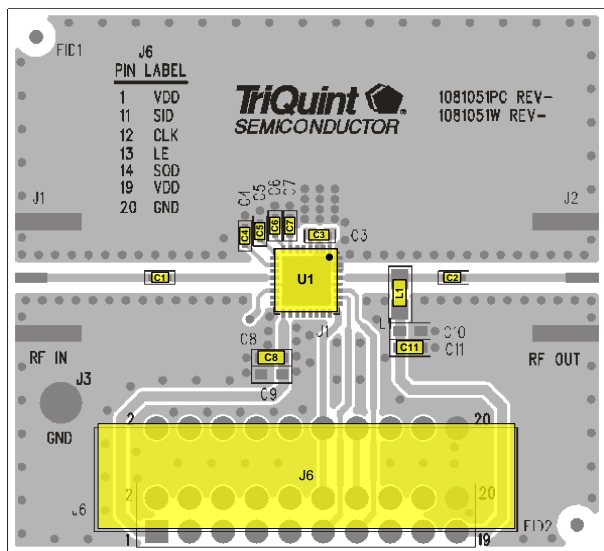 FID1
J6
PIN LABEL
1 VDD
11 SID
12 CLK
13 LE
14 SOD
19 VDD
20 GND
TriQuint
SEMICONDUCTOR
1081051PC REV-
1081051W REV-
J1
J2
C4
C5
C6
C7
C4
C5
C6
C7
C3
C3
C1
U1
C2
L1
L1
J1
C10
C8
C8
C11
C11
C9
RF IN
RF OUT
J3
GND
2
20
J6
2
20
J6
1
19
FID2